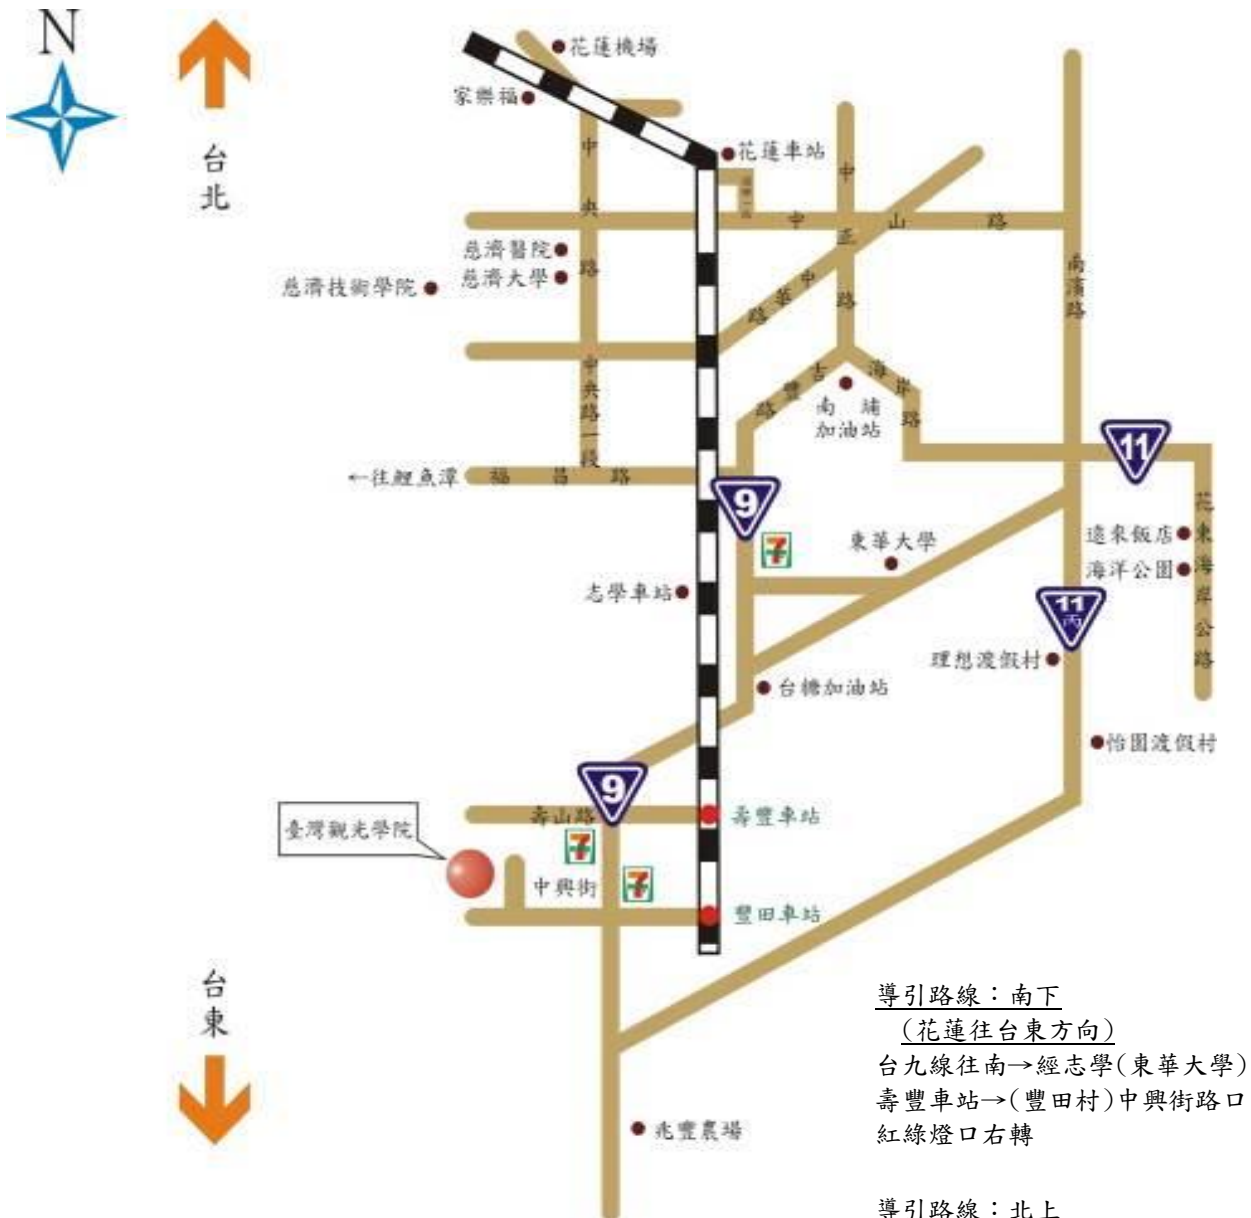 N
台北
花蓮機場
家樂福
花蓮車站
中央路
中山路
中正路
中華路
南濱路
慈濟醫院
慈濟大學
慈濟技術學院
中央路一段
吉豐路
海岸路
南埔
加油站
11
←往鯉魚潭
福昌路
9
7
東華大學
遠來飯店
海洋公園
花東海岸公路
志學車站
11
丙
理想渡假村
台糖加油站
怡園渡假村
9
壽山路
壽豐車站
臺灣觀光學院
7
中興街
7
豐田車站
台東
兆豐農場
導引路線：南下
(花蓮往台東方向)
台九線往南→經志學(東華大學)
壽豐車站→(豐田村)中興街路口
紅綠燈口右轉
導引路線：北上